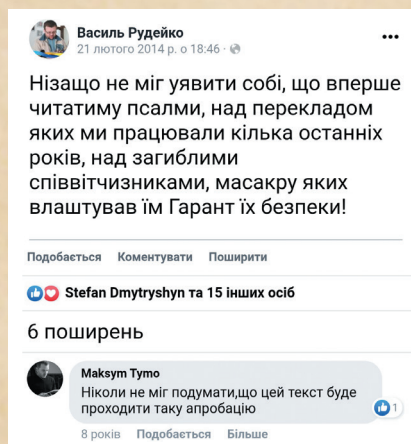 Василь Рудейко
21 лютого 2014 р. о 18:46 ·
Нізащо не міг уявити собі, що вперше
читатиму псалми, над перекладом
яких ми працювали кілька останніх
років, над загиблими
співвітчизниками, масакру яких
влаштував їм Гарант їх безпеки!
Подобається Коментувати Поширити
Stefan Dmytryshyn та 15 інших осіб
6 поширень
Maksym Tymo
Ніколи не міг подумати,що цей текст буде
проходити таку апробацію
1
8 років Подобається Більше